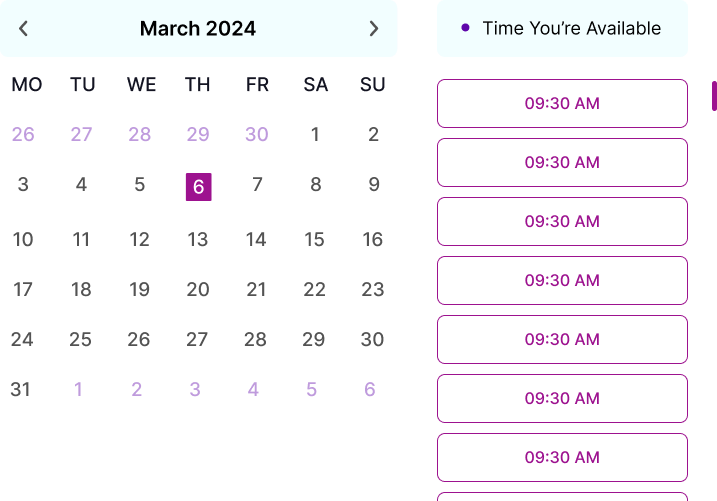 March 2024
MO TU WE TH FR SA SU
26 27 28 29 30 1 2
3 4 5 6 7 8 9
10 11 12 13 14 15 16
17 18 19 20 21 22 23
24 25 26 27 28 29 30
31 1 2 3 4 5 6
Time You’re Available
09:30 AM
09:30 AM
09:30 AM
09:30 AM
09:30 AM
09:30 AM
09:30 AM